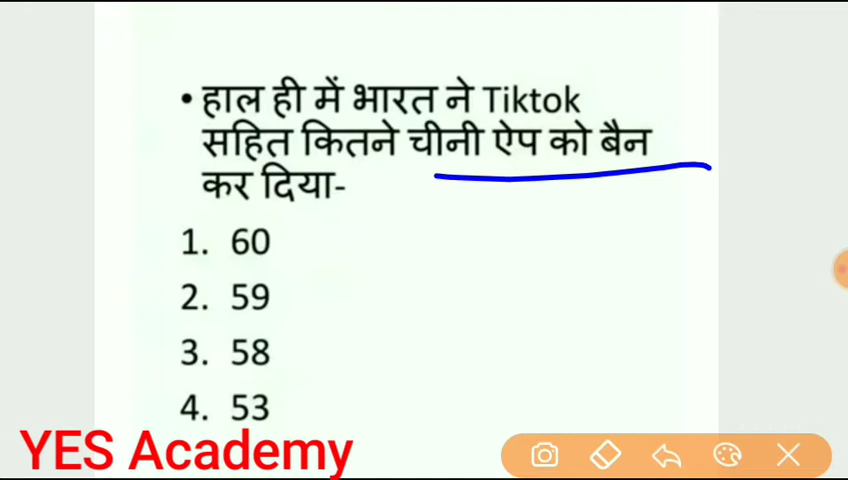 • हाल ही में भारत ने Tiktok
सहित कितने चीनी ऐप को बैन
कर दिया-
1. 60
2. 59
3. 58
4. 53
YES Academy